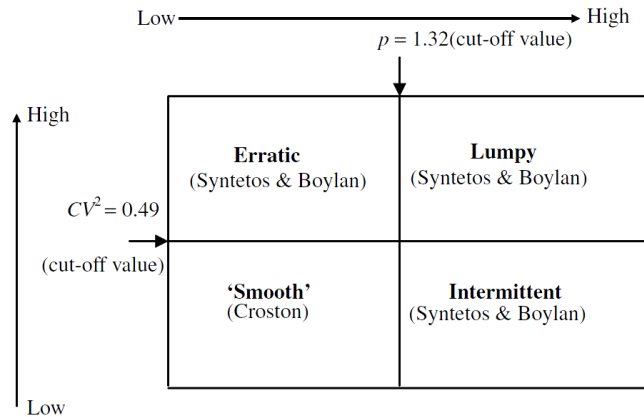 Low
High
p = 1.32(cut-off value)
High
Erratic
(Syntetos & Boylan)
Lumpy
(Syntetos & Boylan)
CV² = 0.49
(cut-off value)
‘Smooth’
(Croston)
Intermittent
(Syntetos & Boylan)
Low